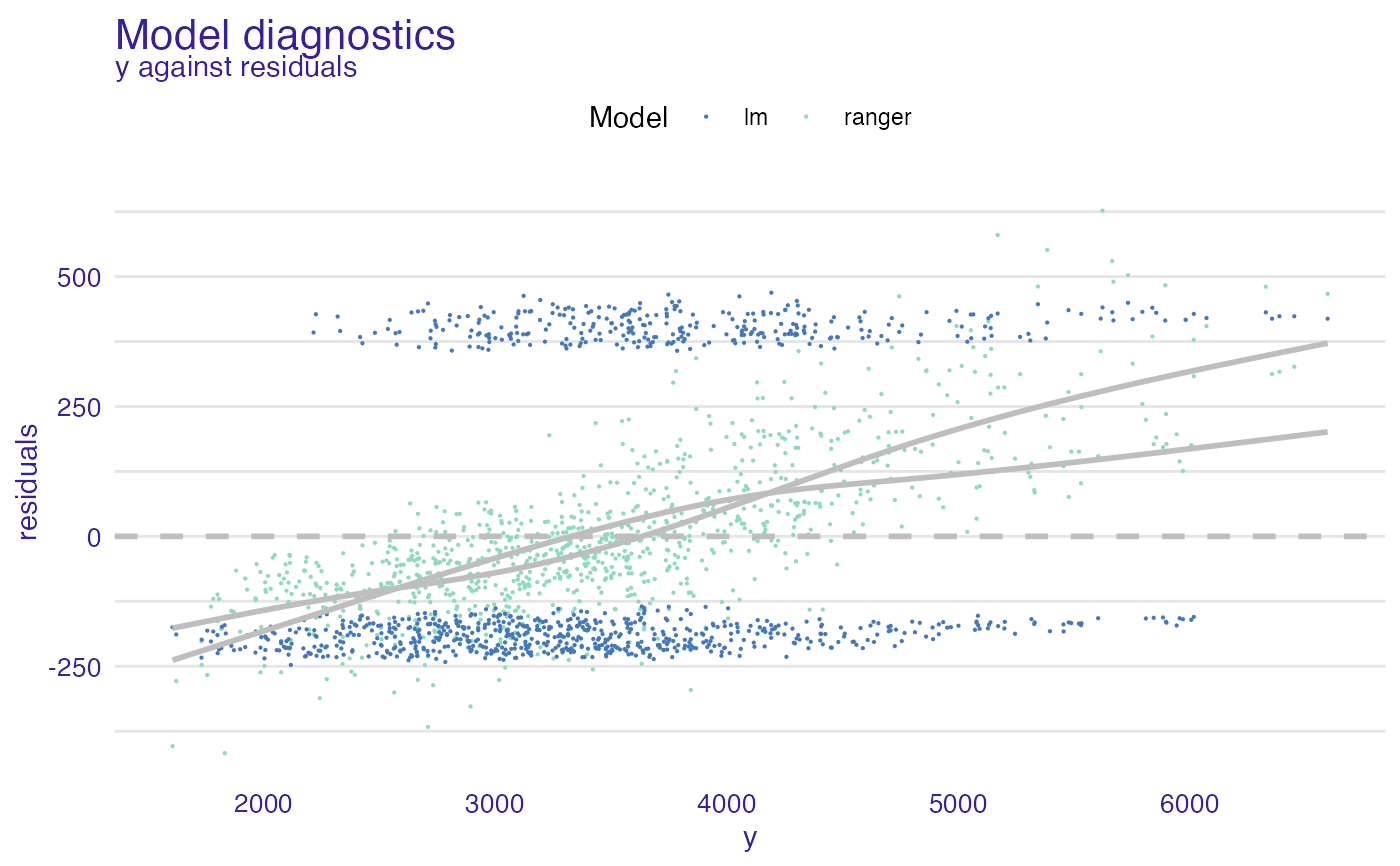 Model diagnostics
y against residuals
Model lm ranger
500
250
0
-250
residuals
2000 3000 4000 5000 6000
y